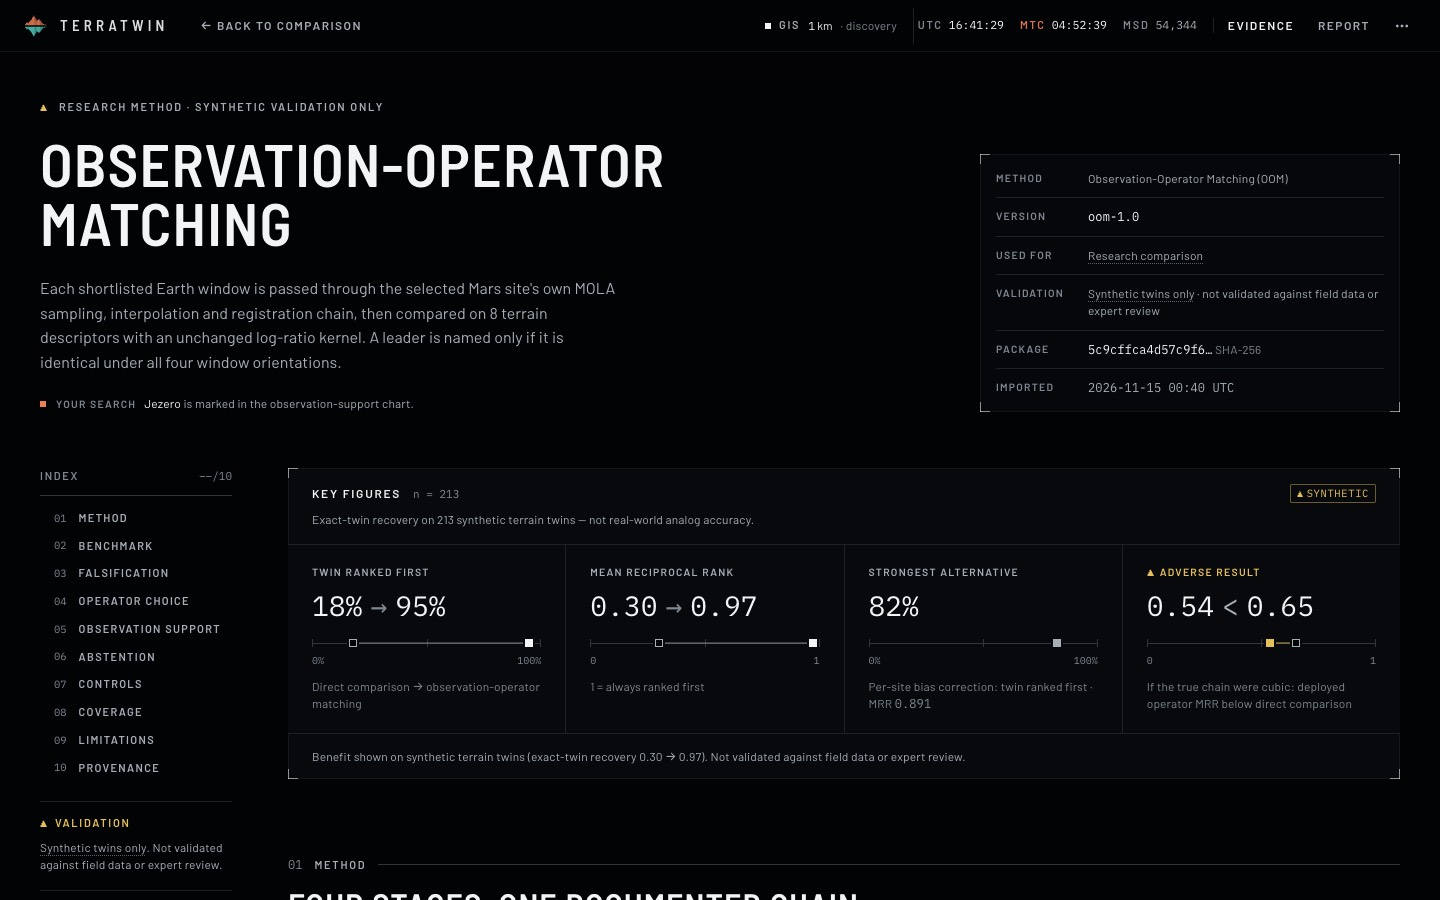 TERRATWIN
← BACK TO COMPARISON
GIS 1 km · discovery
UTC 16:41:29 MTC 04:52:39 MSD 54,344
EVIDENCE REPORT ···
RESEARCH METHOD · SYNTHETIC VALIDATION ONLY
OBSERVATION-OPERATOR
MATCHING
Each shortlisted Earth window is passed through the selected Mars site's own MOLA
sampling, interpolation and registration chain, then compared on 8 terrain
descriptors with an unchanged log-ratio kernel. A leader is named only if it is
identical under all four window orientations.
YOUR SEARCH Jezero is marked in the observation-support chart.
METHOD Observation-Operator Matching (OOM)
VERSION oom-1.0
USED FOR Research comparison
VALIDATION Synthetic twins only · not validated against field data or
expert review
PACKAGE 5c9cffca4d57c9f6… SHA-256
IMPORTED 2026-11-15 00:40 UTC
INDEX ––/10
01 METHOD
02 BENCHMARK
03 FALSIFICATION
04 OPERATOR CHOICE
05 OBSERVATION SUPPORT
06 ABSTENTION
07 CONTROLS
08 COVERAGE
09 LIMITATIONS
10 PROVENANCE
VALIDATION
Synthetic twins only. Not validated
against field data or expert review.
KEY FIGURES n = 213
SYNTHETIC
Exact-twin recovery on 213 synthetic terrain twins — not real-world analog accuracy.
TWIN RANKED FIRST
18% → 95%
0% 100%
Direct comparison → observation-operator
matching
MEAN RECIPROCAL RANK
0.30 → 0.97
0 1
1 = always ranked first
STRONGEST ALTERNATIVE
82%
0% 100%
Per-site bias correction: twin ranked first ·
MRR 0.891
ADVERSE RESULT
0.54 < 0.65
0 1
If the true chain were cubic: deployed
operator MRR below direct comparison
Benefit shown on synthetic terrain twins (exact-twin recovery 0.30 → 0.97). Not validated against field data or expert review.
01 METHOD
FOUR STAGES, ONE DOCUMENTED CHAIN